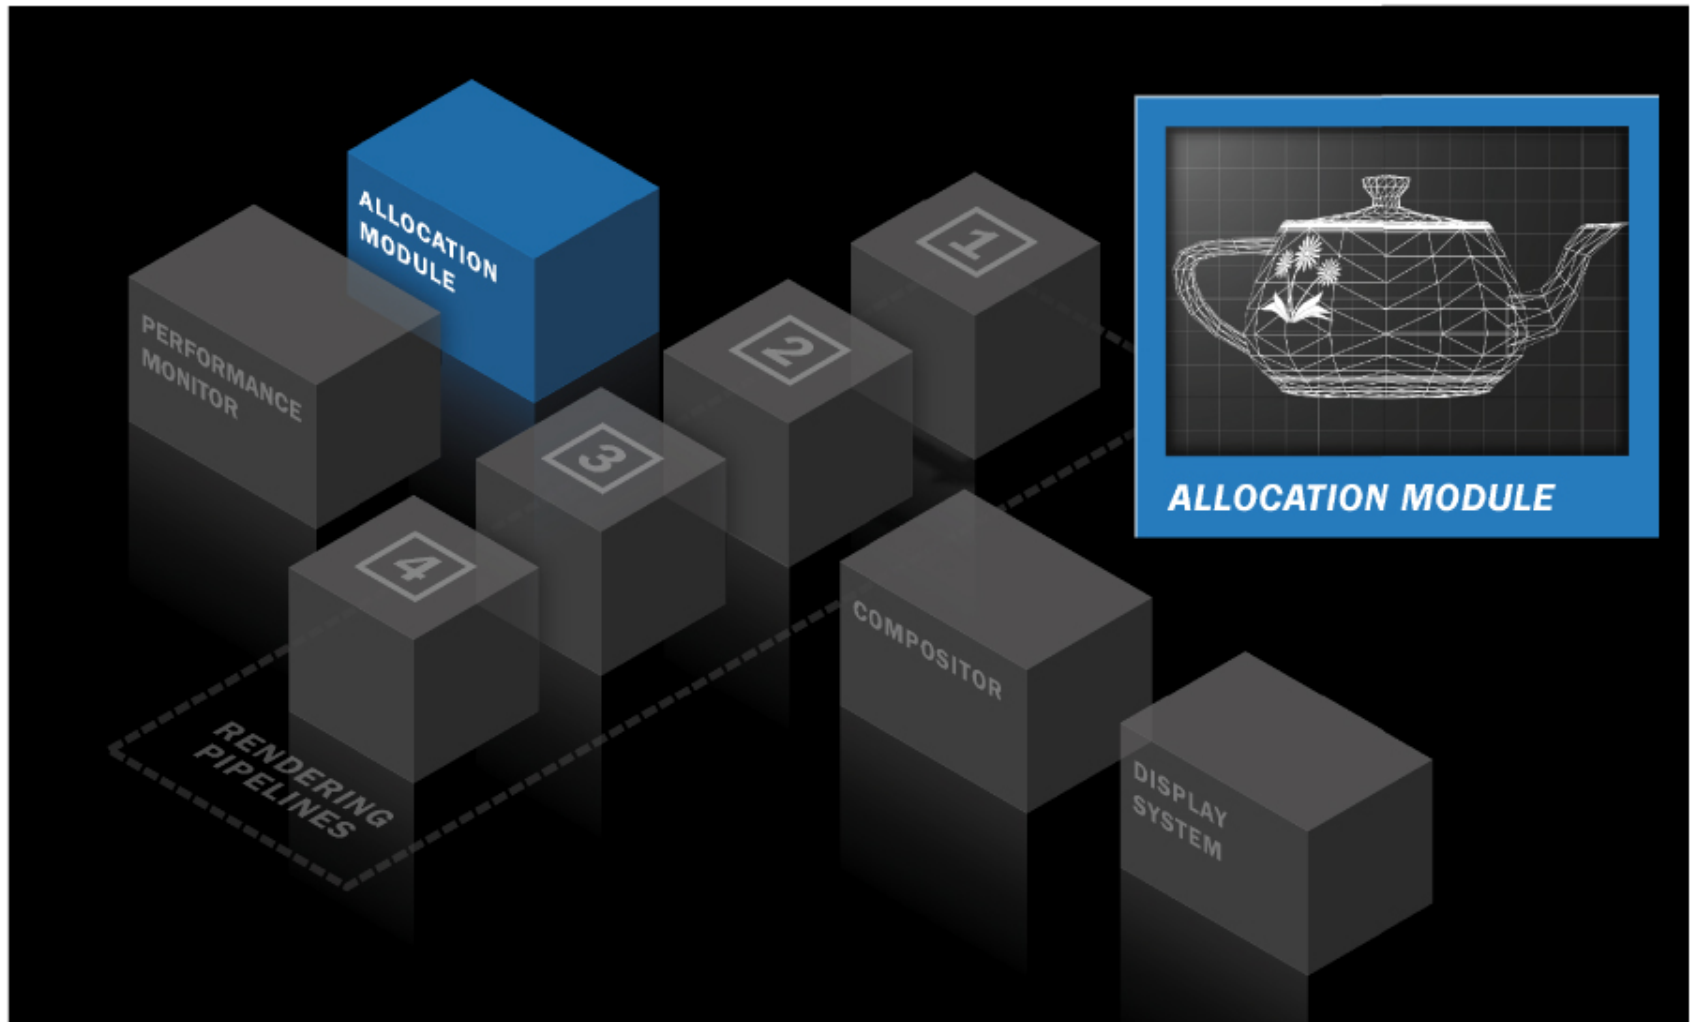 ALLOCATION
MODULE
PERFORMANCE
MONITOR
1
2
3
4
RENDERING
PIPELINES
COMPOSITOR
DISPLAY
SYSTEM
ALLOCATION MODULE